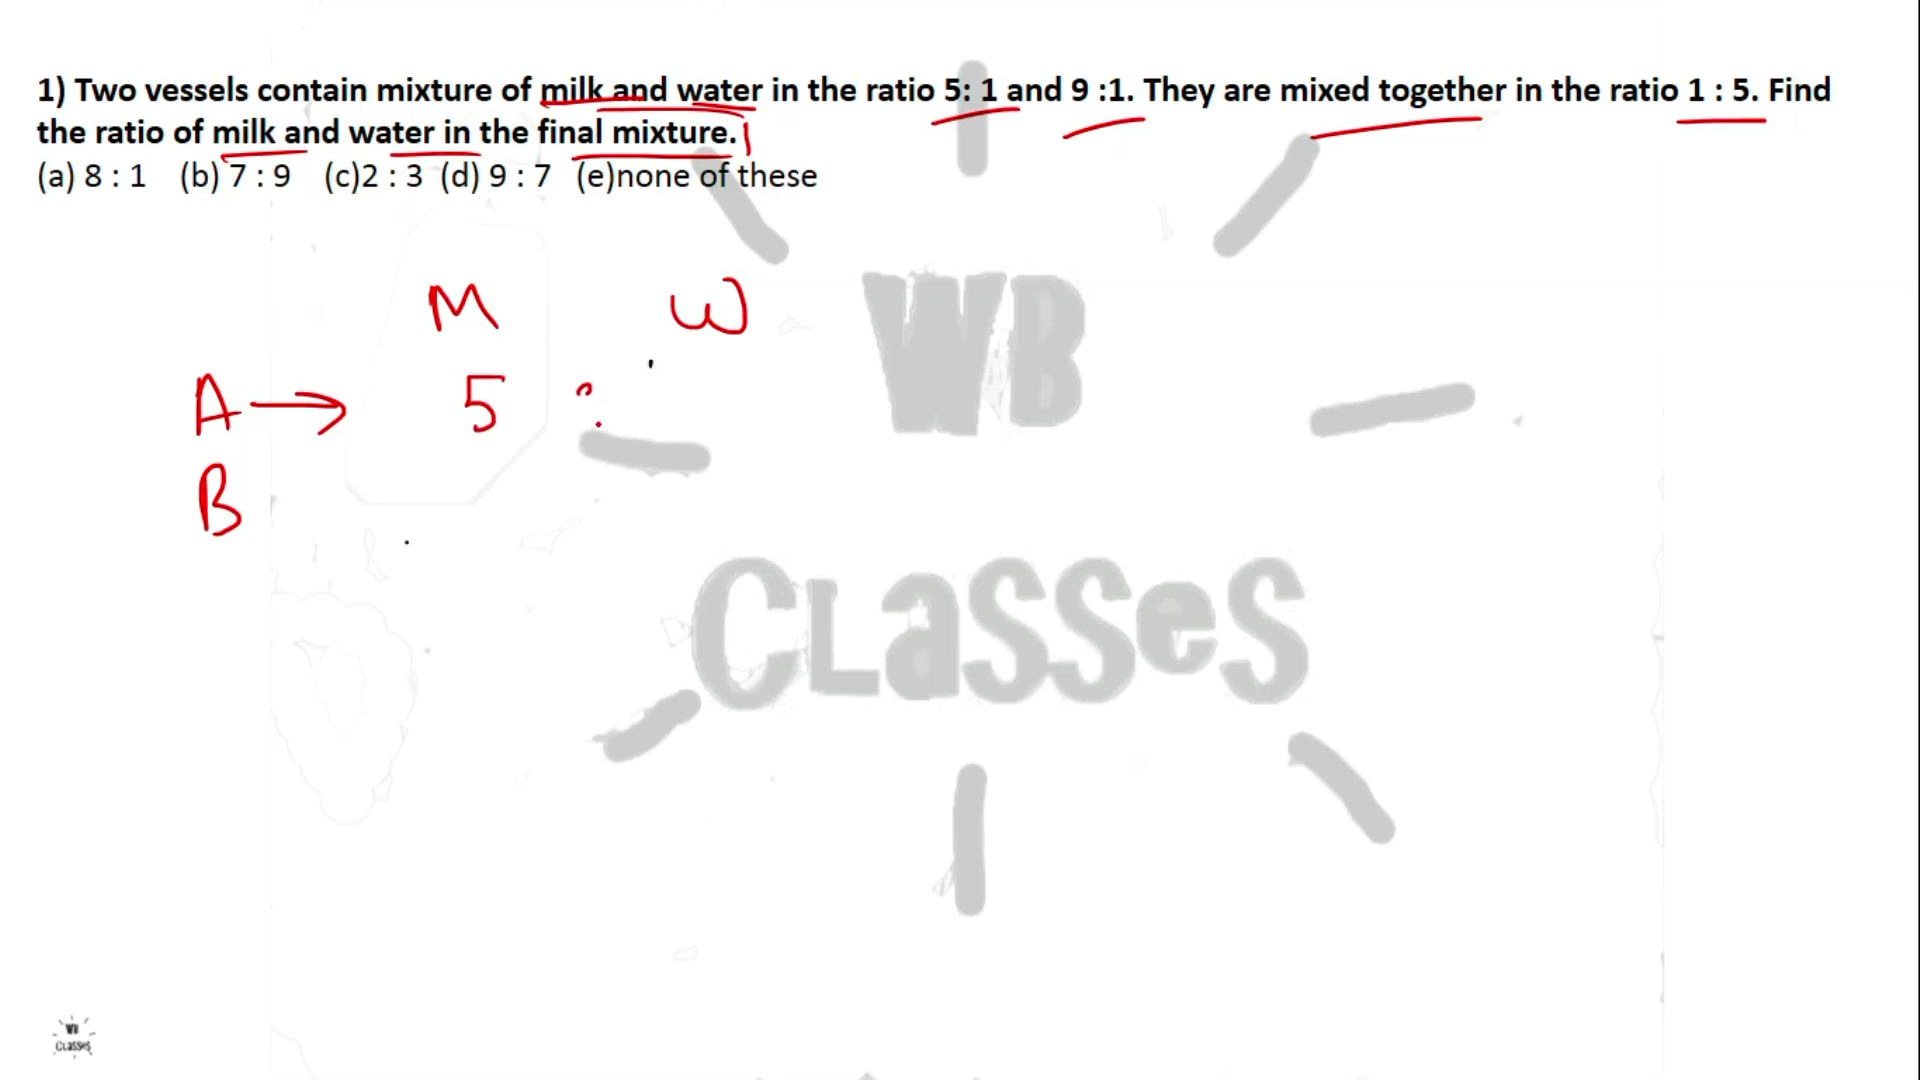 1) Two vessels contain mixture of milk and water in the ratio 5: 1 and 9 :1. They are mixed together in the ratio 1 : 5. Find
the ratio of milk and water in the final mixture.
(a) 8 : 1 (b) 7 : 9 (c)2 : 3 (d) 9 : 7 (e)none of these
M W
A → 5 :
B
WB
CLasses
WB
CLasses